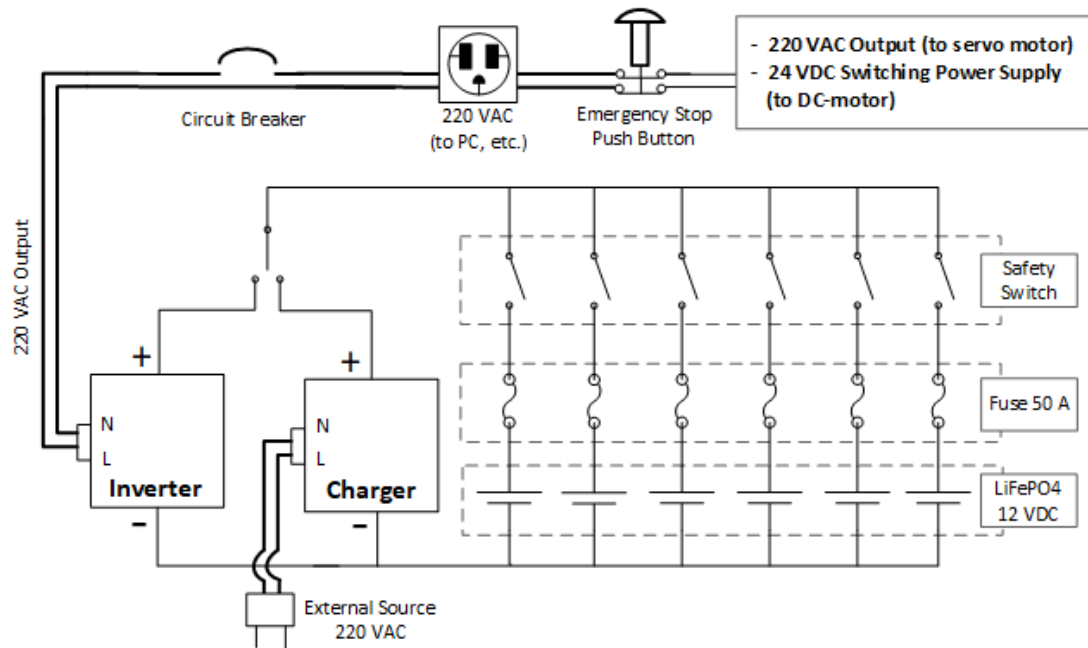 - 220 VAC Output (to servo motor)
- 24 VDC Switching Power Supply
(to DC-motor)
Circuit Breaker
220 VAC
(to PC, etc.)
Emergency Stop
Push Button
220 VAC Output
Safety
Switch
+
+
Fuse 50 A
N
L
Inverter
-
N
L
Charger
-
LiFePO4
12 VDC
External Source
220 VAC